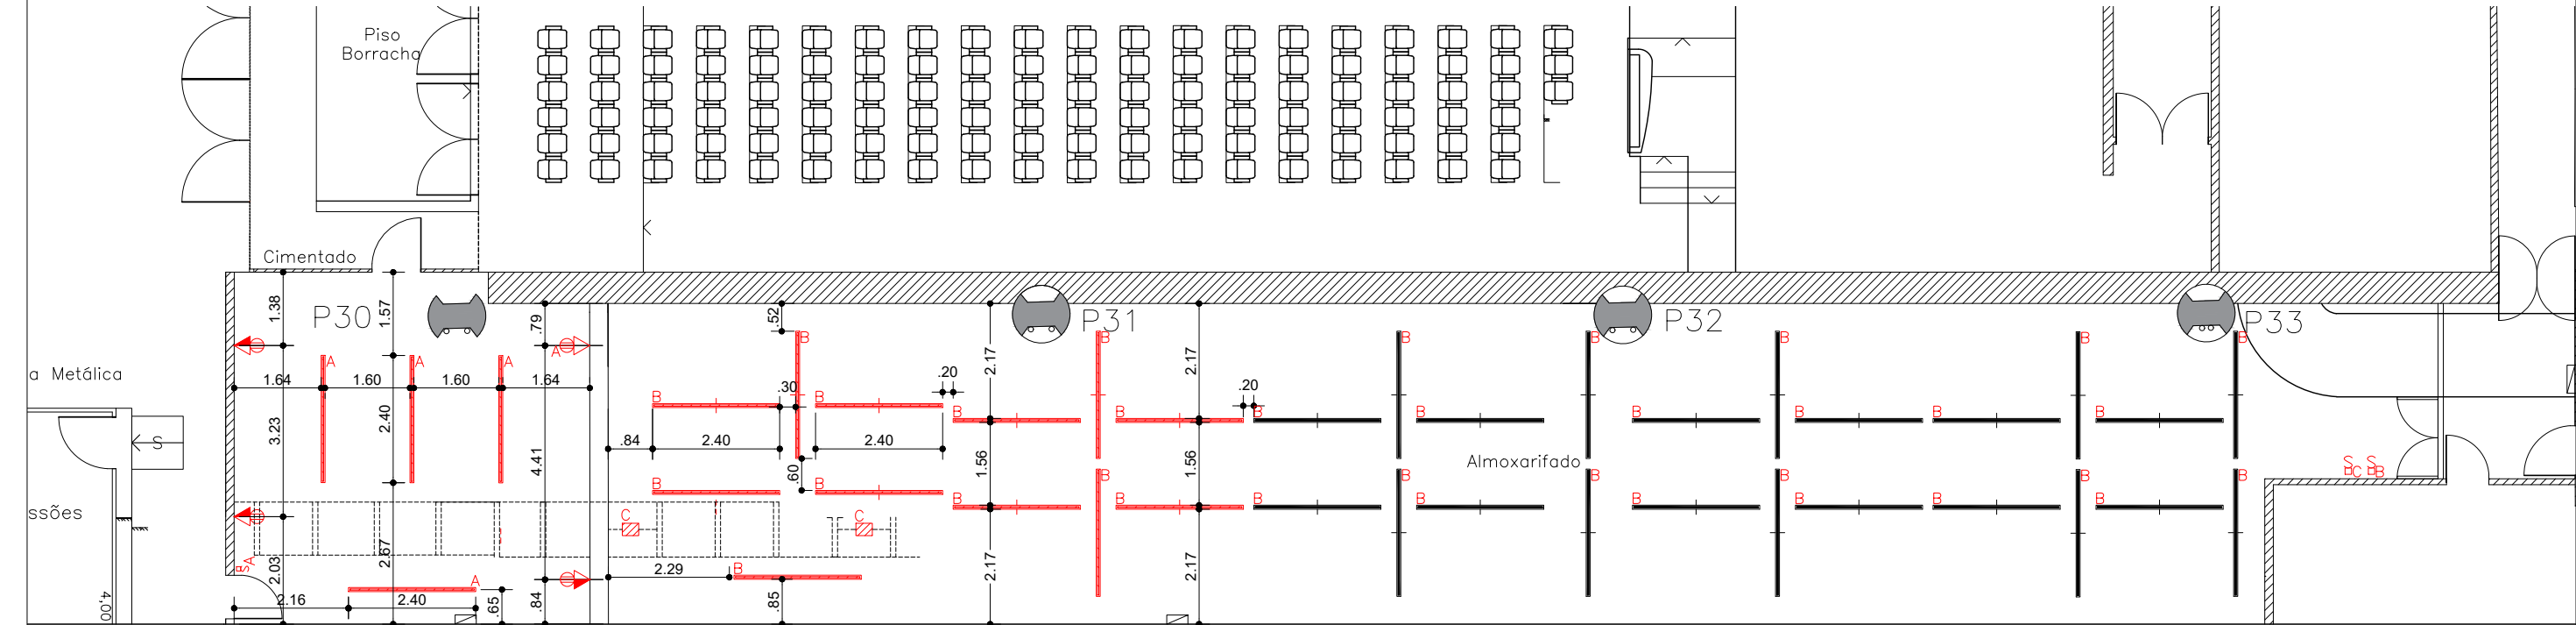 Piso
Borracha
Cimentado
P30
P31
P32
P33
a Metálica
S
ssões
4,00
Almoxarifado
1.38
1.57
.79
.52
2.17
2.17
A
A
A
A
B
B
B
B
B
B
B
B
B
1.64
1.60
1.60
1.64
.30
.20
.20
B
B
B
B
B
B
B
B
B
B
B
B
3.23
2.40
4.41
.84
2.40
2.40
.60
1.56
1.56
B
B
B
B
B
B
S S
C B
B
B
B
B
B
B
B
B
C
C
A
S
2.03
2.67
2.29
B
A
2.16
2.40
.65
.84
.85
2.17
2.17